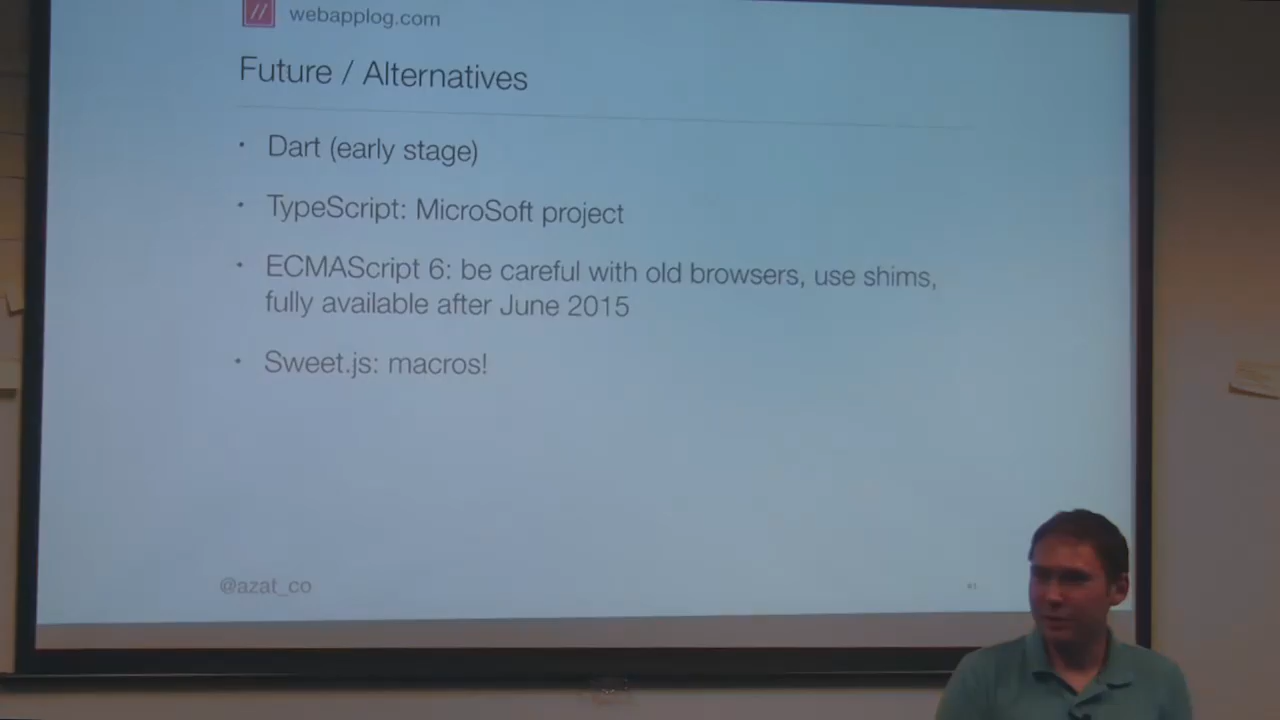 // webapplog.com
Future / Alternatives
• Dart (early stage)
• TypeScript: MicroSoft project
• ECMAScript 6: be careful with old browsers, use shims,
fully available after June 2015
• Sweet.js: macros!
@azat_co